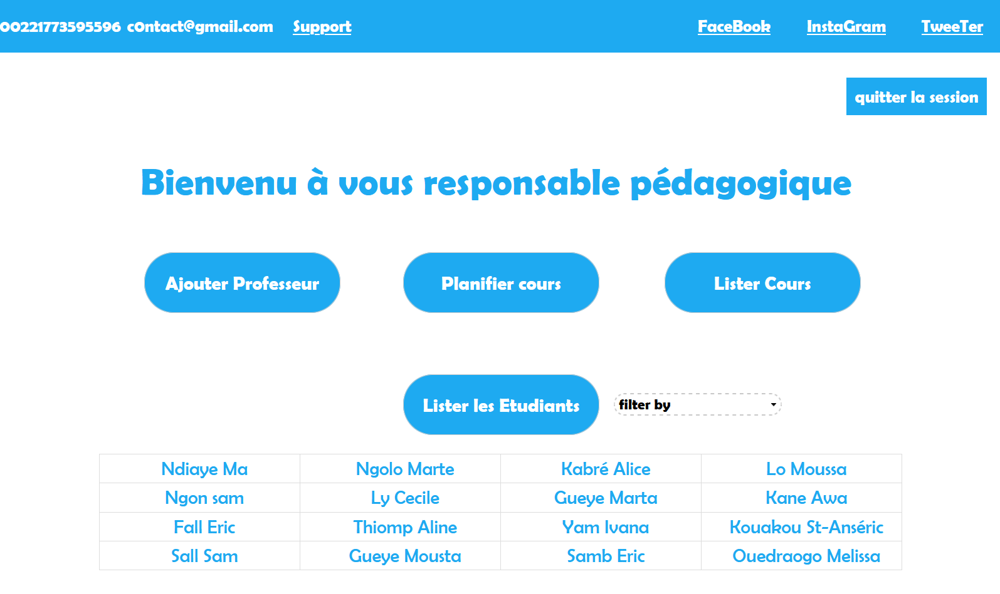 00221773595596 c0ntact@gmail.com Support FaceBook InstaGram TweeTer
quitter la session
Bienvenu à vous responsable pédagogique
Ajouter Professeur Planifier cours Lister Cours
Lister les Etudiants filter by
Ndiaye Ma Ngolo Marte Kabré Alice Lo Moussa
Ngon sam Ly Cecile Gueye Marta Kane Awa
Fall Eric Thiomp Aline Yam Ivana Kouakou St-Anséric
Sall Sam Gueye Mousta Samb Eric Ouedraogo Melissa